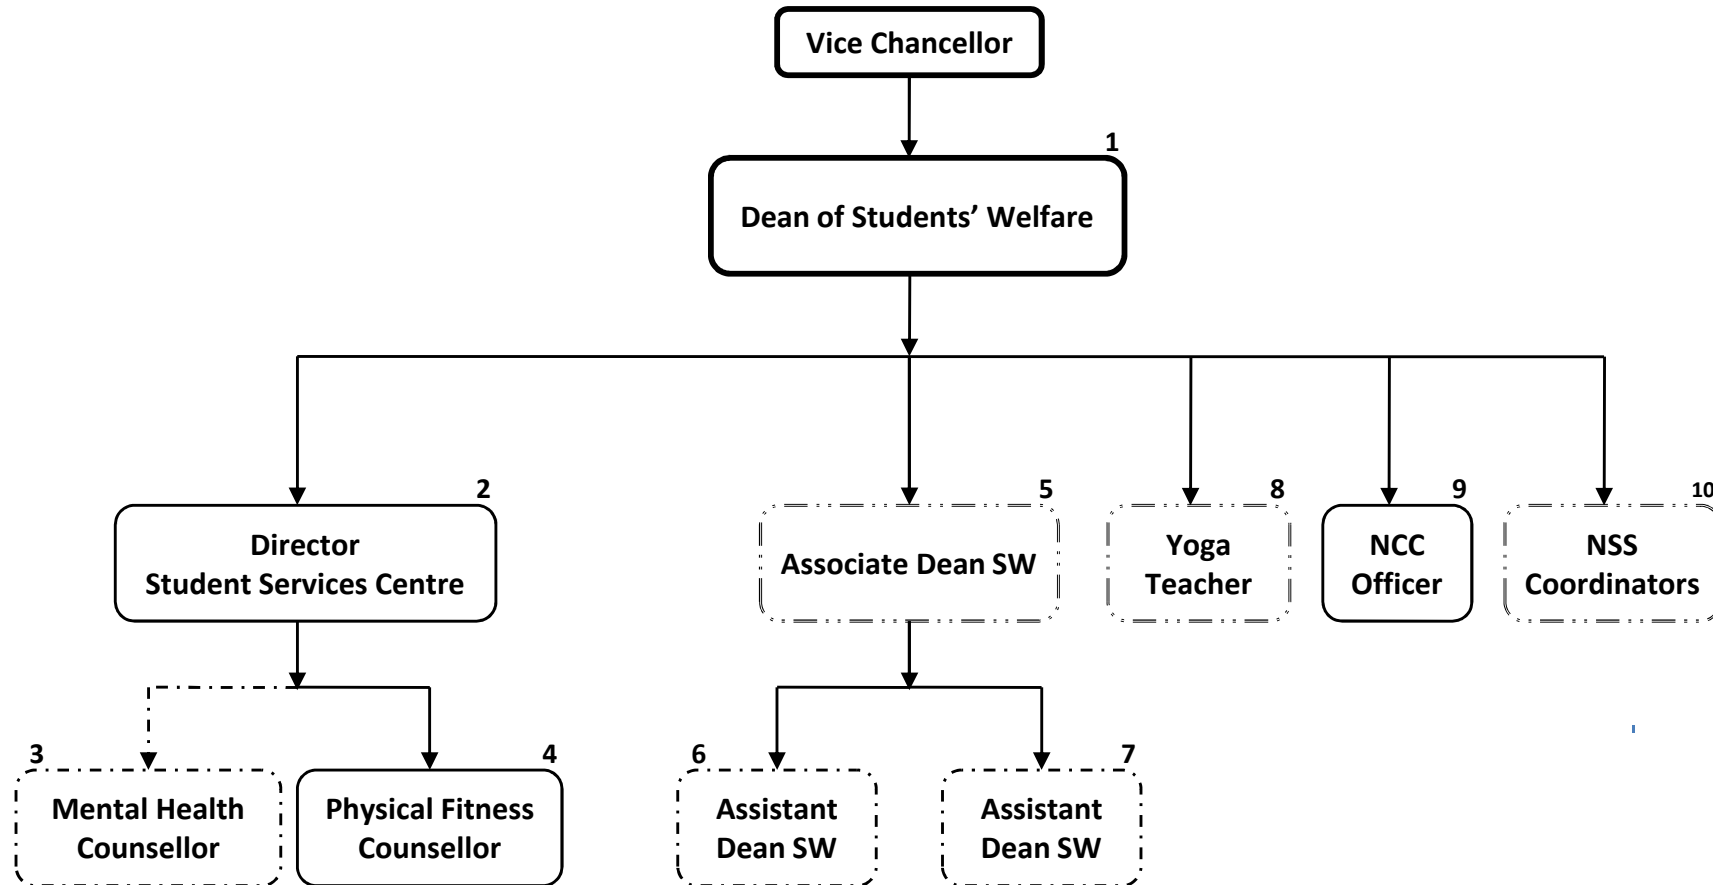 Vice Chancellor
1
Dean of Students’ Welfare
2
Director
Student Services Centre
5
Associate Dean SW
8
Yoga
Teacher
9
NCC
Officer
10
NSS
Coordinators
3
Mental Health
Counsellor
4
Physical Fitness
Counsellor
6
Assistant
Dean SW
7
Assistant
Dean SW